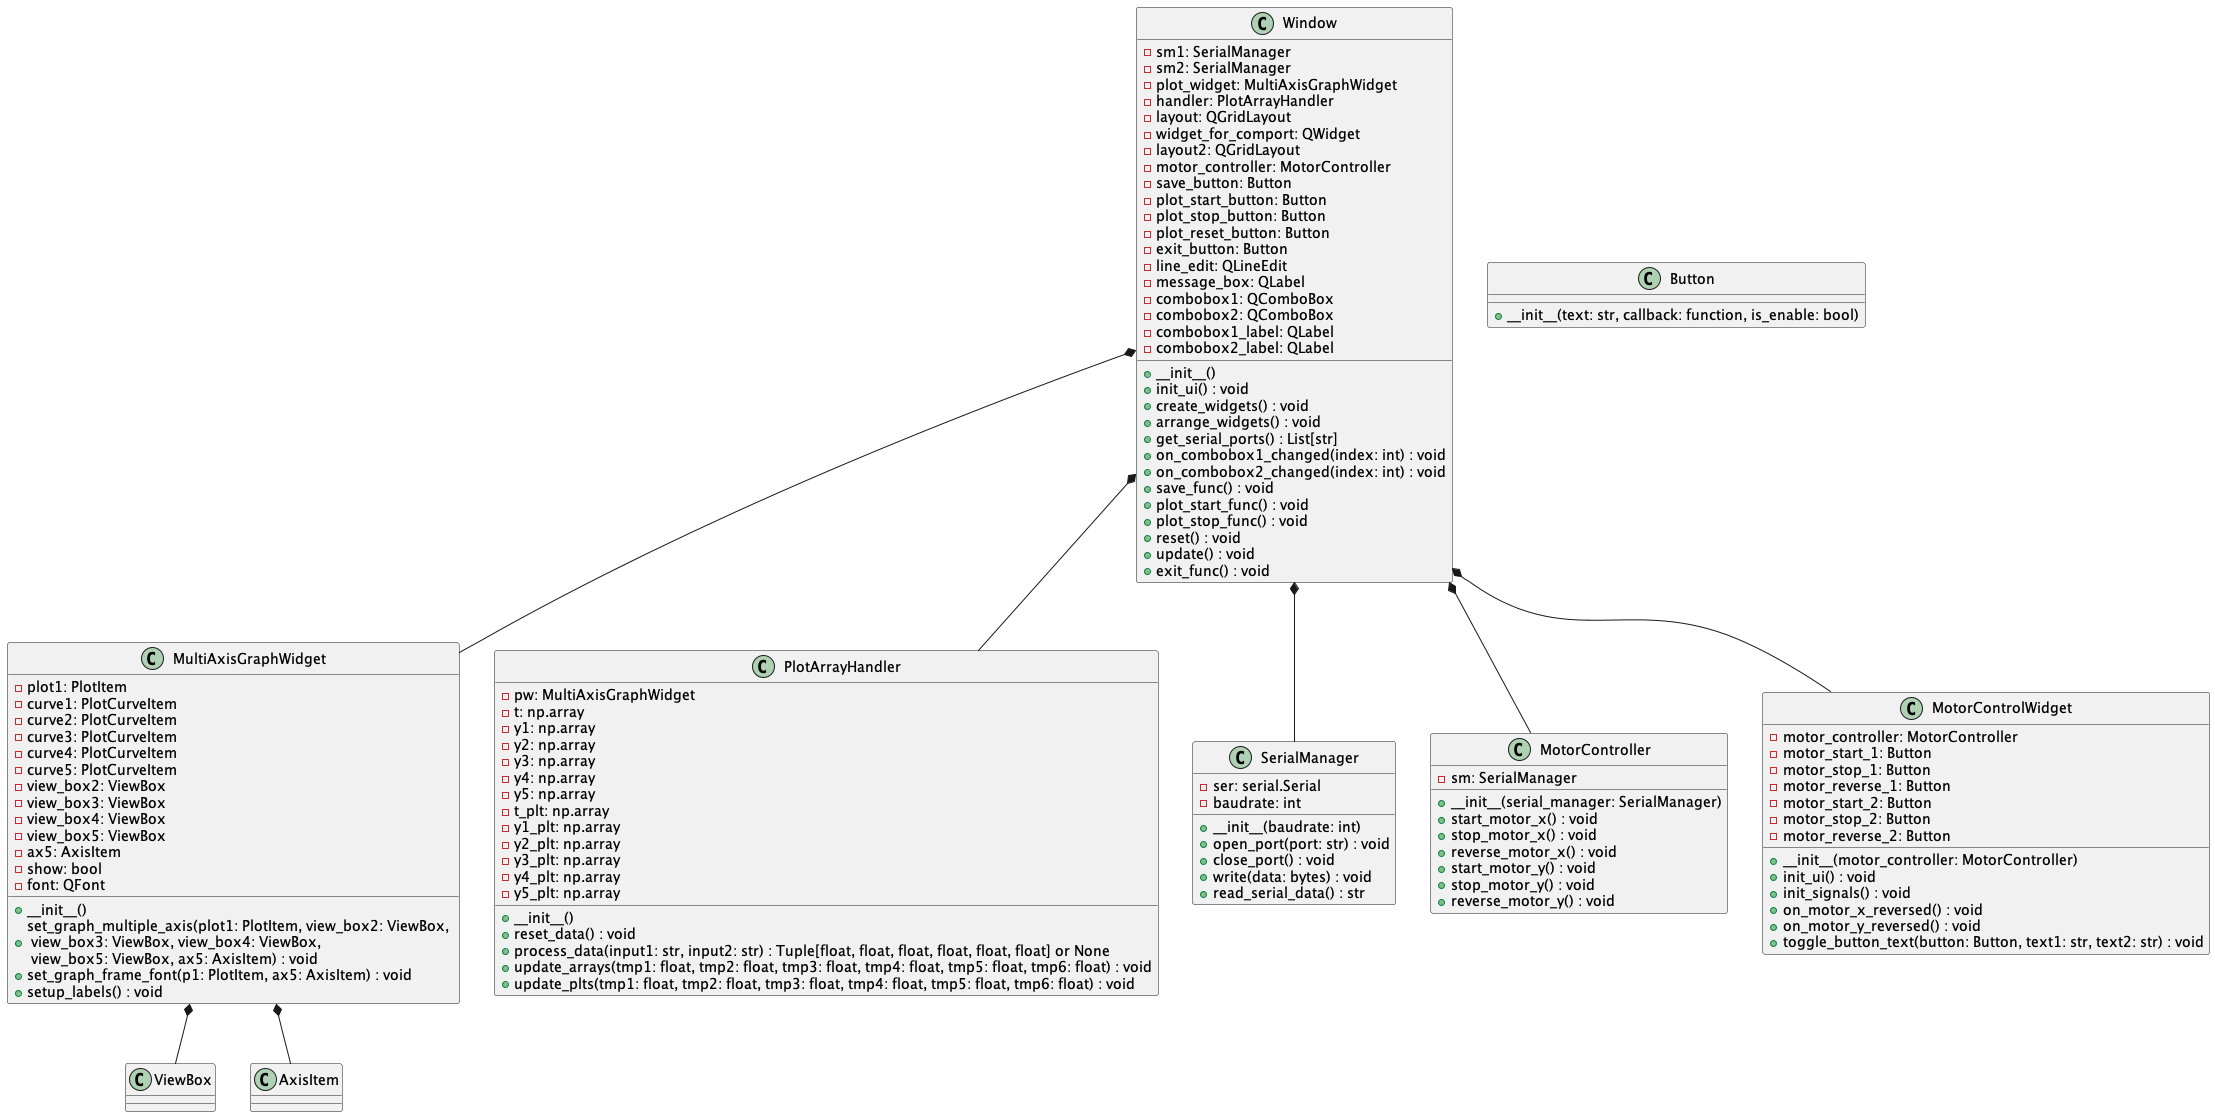 C Window
sm1: SerialManager
sm2: SerialManager
plot_widget: MultiAxisGraphWidget
handler: PlotArrayHandler
layout: QGridLayout
widget_for_comport: QWidget
layout2: QGridLayout
motor_controller: MotorController
save_button: Button
plot_start_button: Button
plot_stop_button: Button
plot_reset_button: Button
exit_button: Button
line_edit: QLineEdit
message_box: QLabel
combobox1: QComboBox
combobox2: QComboBox
combobox1_label: QLabel
combobox2_label: QLabel
__init__()
init_ui() : void
create_widgets() : void
arrange_widgets() : void
get_serial_ports() : List[str]
on_combobox1_changed(index: int) : void
on_combobox2_changed(index: int) : void
save_func() : void
plot_start_func() : void
plot_stop_func() : void
reset() : void
update() : void
exit_func() : void
C Button
__init__(text: str, callback: function, is_enable: bool)
C MultiAxisGraphWidget
plot1: PlotItem
curve1: PlotCurveItem
curve2: PlotCurveItem
curve3: PlotCurveItem
curve4: PlotCurveItem
curve5: PlotCurveItem
view_box2: ViewBox
view_box3: ViewBox
view_box4: ViewBox
view_box5: ViewBox
ax5: AxisItem
show: bool
font: QFont
__init__()
set_graph_multiple_axis(plot1: PlotItem, view_box2: ViewBox,
view_box3: ViewBox, view_box4: ViewBox,
view_box5: ViewBox, ax5: AxisItem) : void
set_graph_frame_font(p1: PlotItem, ax5: AxisItem) : void
setup_labels() : void
C PlotArrayHandler
pw: MultiAxisGraphWidget
t: np.array
y1: np.array
y2: np.array
y3: np.array
y4: np.array
y5: np.array
t_plt: np.array
y1_plt: np.array
y2_plt: np.array
y3_plt: np.array
y4_plt: np.array
y5_plt: np.array
__init__()
reset_data() : void
process_data(input1: str, input2: str) : Tuple[float, float, float, float, float, float] or None
update_arrays(tmp1: float, tmp2: float, tmp3: float, tmp4: float, tmp5: float, tmp6: float) : void
update_plts(tmp1: float, tmp2: float, tmp3: float, tmp4: float, tmp5: float, tmp6: float) : void
C SerialManager
ser: serial.Serial
baudrate: int
__init__(baudrate: int)
open_port(port: str) : void
close_port() : void
write(data: bytes) : void
read_serial_data() : str
C MotorController
sm: SerialManager
__init__(serial_manager: SerialManager)
start_motor_x() : void
stop_motor_x() : void
reverse_motor_x() : void
start_motor_y() : void
stop_motor_y() : void
reverse_motor_y() : void
C MotorControlWidget
motor_controller: MotorController
motor_start_1: Button
motor_stop_1: Button
motor_reverse_1: Button
motor_start_2: Button
motor_stop_2: Button
motor_reverse_2: Button
__init__(motor_controller: MotorController)
init_ui() : void
init_signals() : void
on_motor_x_reversed() : void
on_motor_y_reversed() : void
toggle_button_text(button: Button, text1: str, text2: str) : void
C ViewBox
C AxisItem